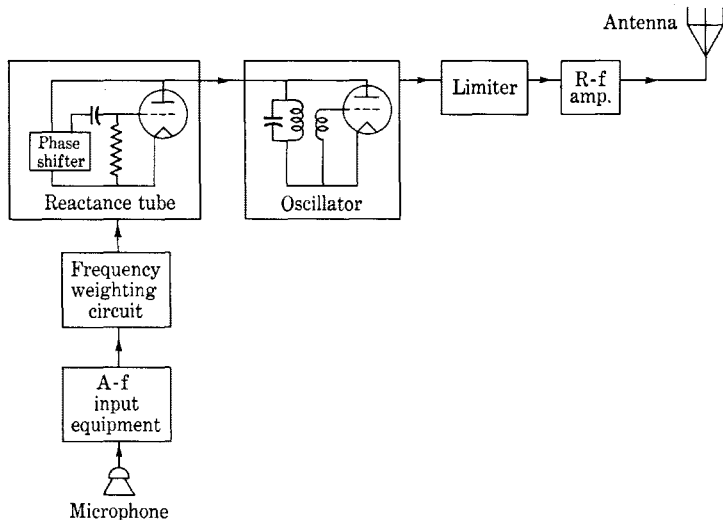 Antenna
Phase
shifter
Reactance tube
Oscillator
Limiter
R-f
amp.
Frequency
weighting
circuit
A-f
input
equipment
Microphone